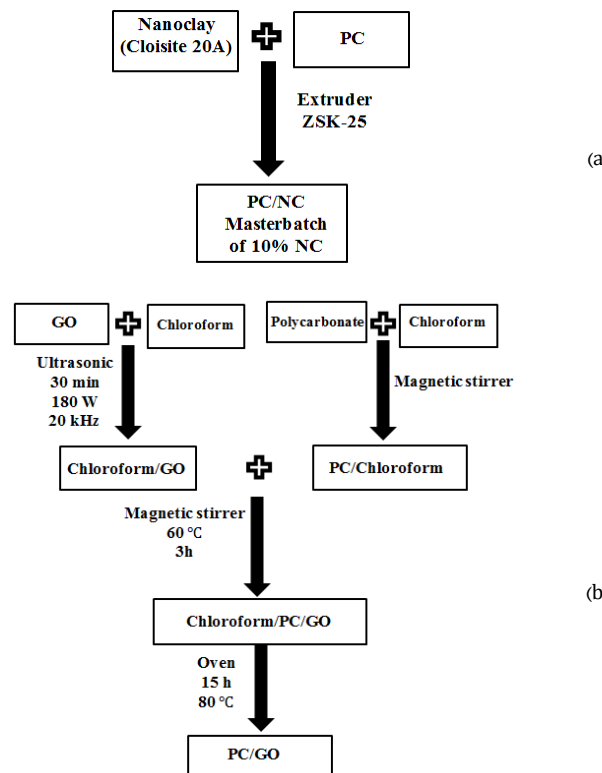 Nanoclay
(Cloisite 20A)
PC
Extruder
ZSK-25
(a
PC/NC
Masterbatch
of 10% NC
GO
Chloroform
Polycarbonate
Chloroform
Ultrasonic
30 min
180 W
20 kHz
Magnetic stirrer
Chloroform/GO
PC/Chloroform
Magnetic stirrer
60 ℃
3h
(b
Chloroform/PC/GO
Oven
15 h
80 ℃
PC/GO